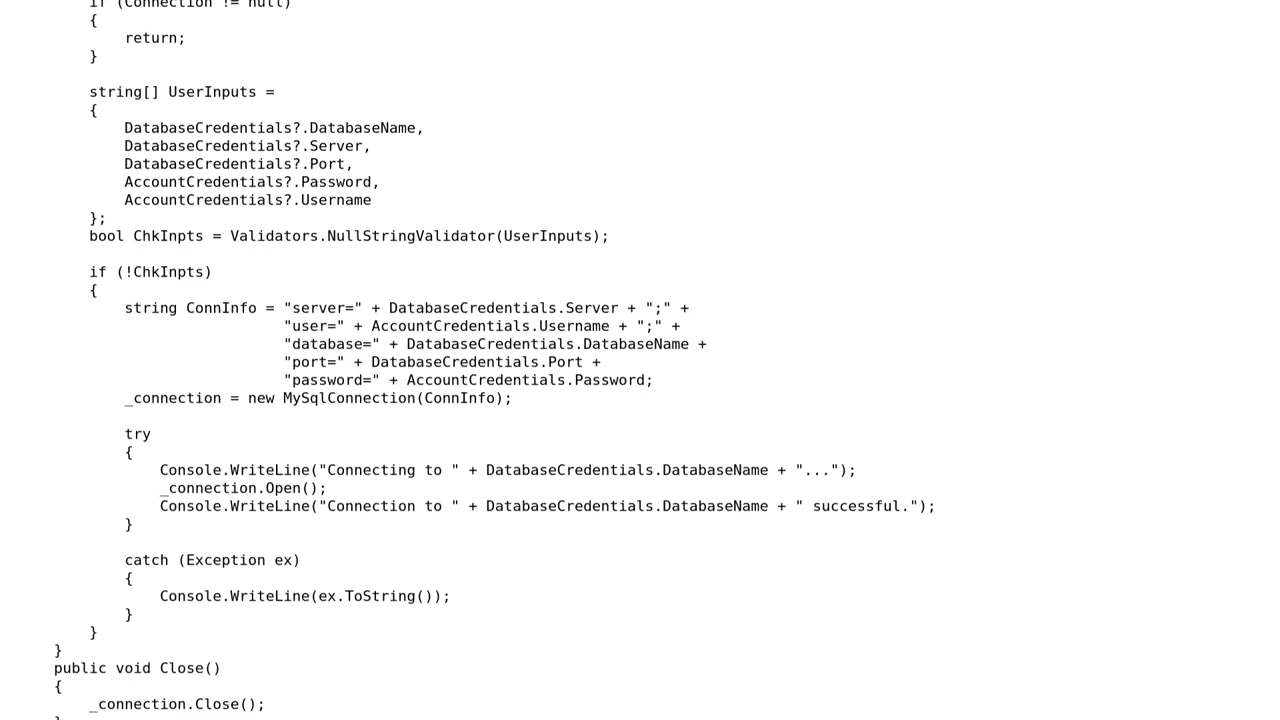 if (Connection != null)
{
return;
}
string[] UserInputs =
{
DatabaseCredentials?.DatabaseName,
DatabaseCredentials?.Server,
DatabaseCredentials?.Port,
AccountCredentials?.Password,
AccountCredentials?.Username
};
bool ChkInpts = Validators.NullStringValidator(UserInputs);
if (!ChkInpts)
{
string ConnInfo = "server=" + DatabaseCredentials.Server + ";" +
"user=" + AccountCredentials.Username + ";" +
"database=" + DatabaseCredentials.DatabaseName +
"port=" + DatabaseCredentials.Port +
"password=" + AccountCredentials.Password;
_connection = new MySqlConnection(ConnInfo);
try
{
Console.WriteLine("Connecting to " + DatabaseCredentials.DatabaseName + "...");
_connection.Open();
Console.WriteLine("Connection to " + DatabaseCredentials.DatabaseName + " successful.");
}
catch (Exception ex)
{
Console.WriteLine(ex.ToString());
}
}
}
public void Close()
{
_connection.Close();
}